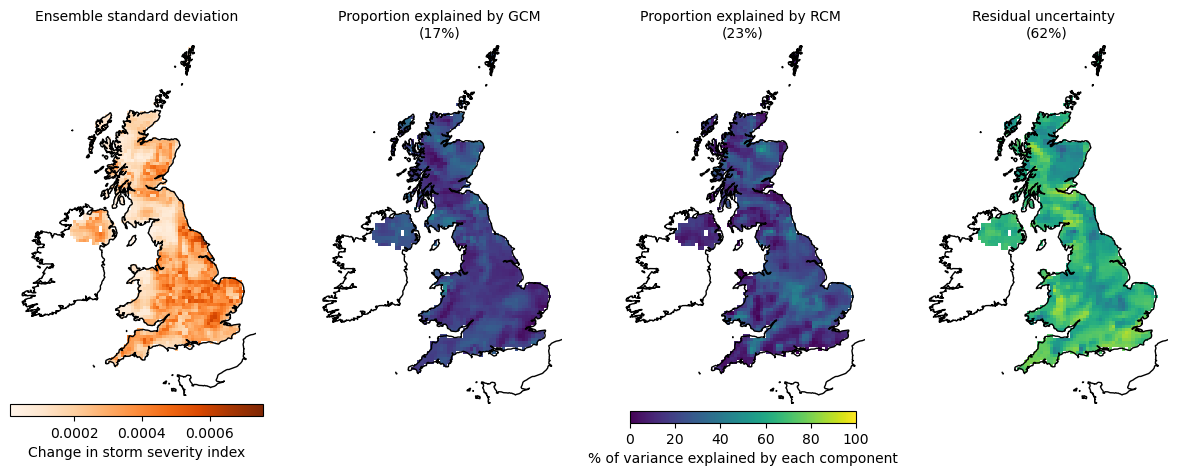 Ensemble standard deviation
Proportion explained by GCM
(17%)
Proportion explained by RCM
(23%)
Residual uncertainty
(62%)
0.0002 0.0004 0.0006
Change in storm severity index
0 20 40 60 80 100
% of variance explained by each component